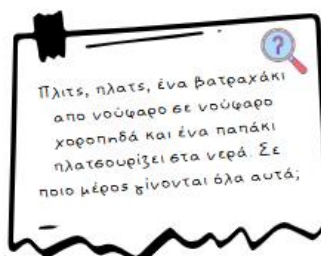 ?
Πλιτς, πλατς, ένα βατραχάκι
απο νούφαρο σε νούφαρο
χοροπηδά και ένα παπάκι
πλατσουρίζει στα νερά. Σε
ποιο μέρος γίνονται όλα αυτά;